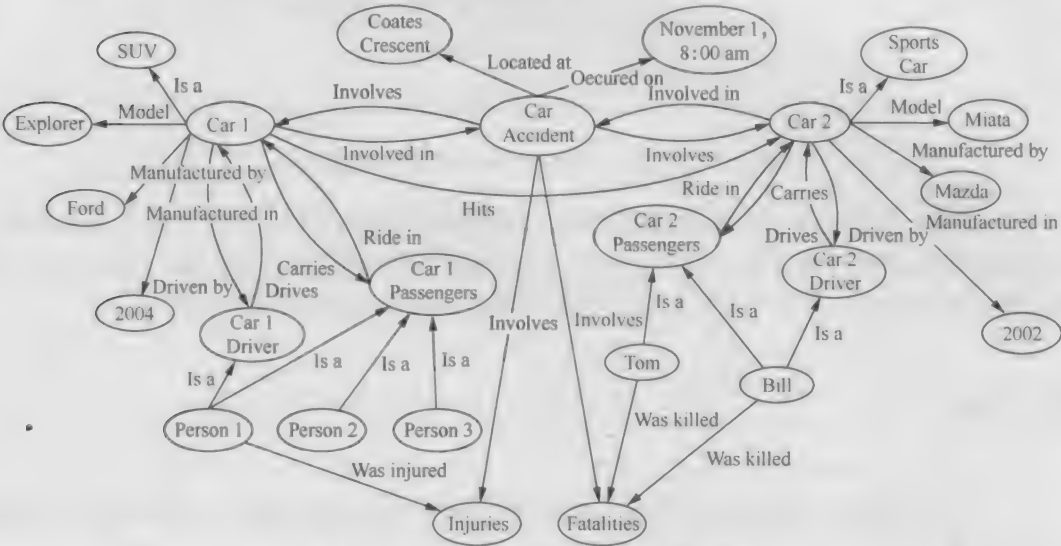 Coates
Crescent
November 1,
8:00 am
SUV
Sports
Car
Located at
Oecured on
Is a
Involves
Involved in
Is a
Explorer
Model
Car 1
Car
Accident
Car 2
Model
Miata
Involved in
Involves
Manufactured by
Manufactured by
Ride in
Carries
Mazda
Ford
Manufactured in
Hits
Car 2
Passengers
Manufactured in
Ride in
Drives
Driven by
Car 2
Driver
Carries
Driven by
Drives
Car 1
Passengers
2004
Car 1
Driver
Involves
Involves
Is a
Is a
2002
Is a
Is a
Is a
Tom
Is a
Bill
Person 1
Person 2
Person 3
Was killed
Was injured
Was killed
Injuries
Fatalities